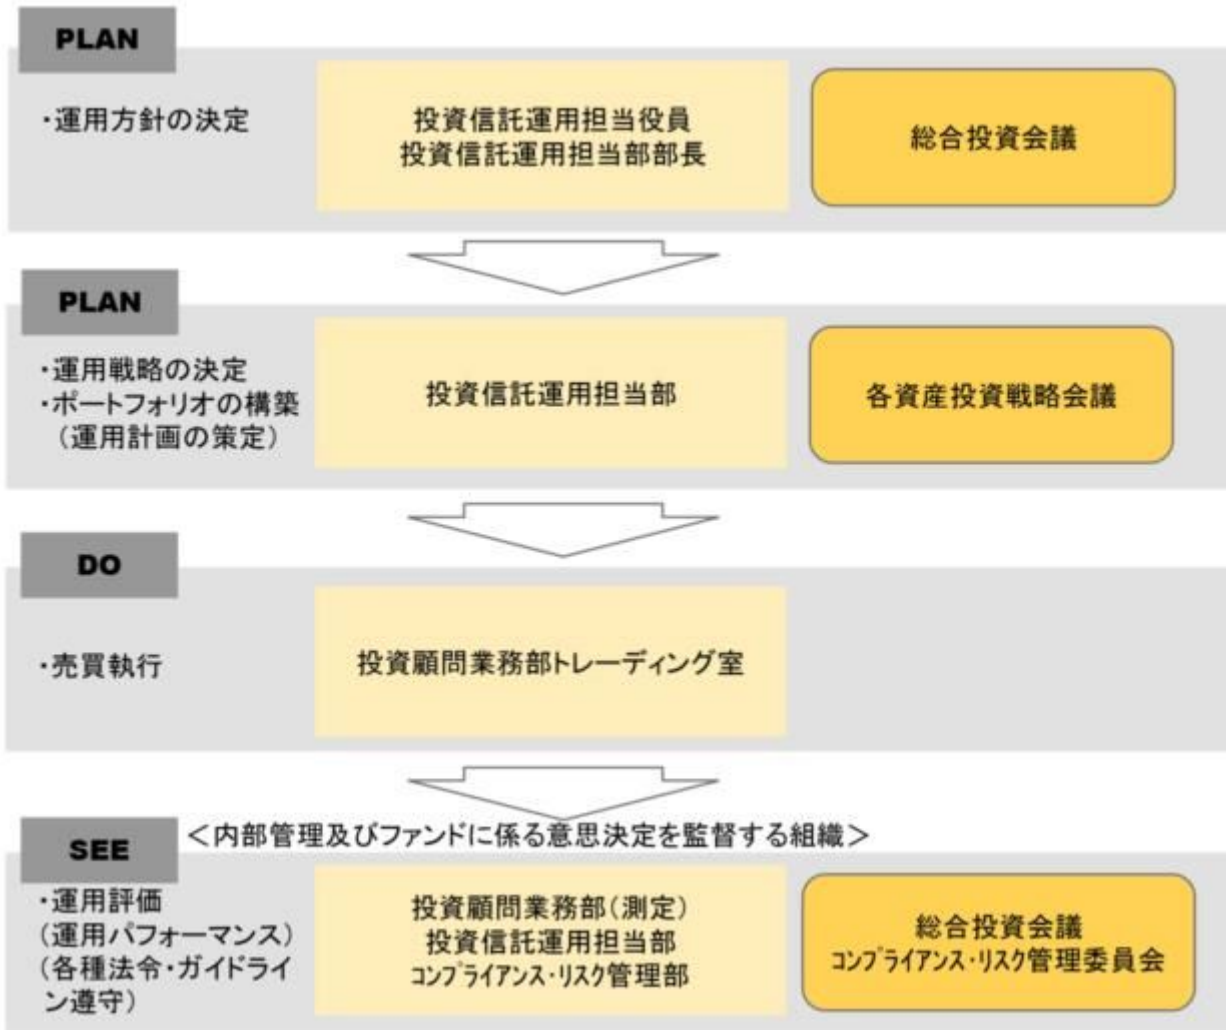 PLAN
・運用方針の決定
投資信託運用担当役員
投資信託運用担当部部長
総合投資会議
PLAN
・運用戦略の決定
・ポートフォリオの構築
（運用計画の策定）
投資信託運用担当部
各資産投資戦略会議
DO
・売買執行
投資顧問業務部トレーディング室
＜内部管理及びファンドに係る意思決定を監督する組織＞
SEE
・運用評価
(運用パフォーマンス)
(各種法令・ガイドライ
ン遵守)
投資顧問業務部(測定)
投資信託運用担当部
ｺﾝﾌﾟﾗｲｱﾝｽ・ﾘｽｸ管理部
総合投資会議
ｺﾝﾌﾟﾗｲｱﾝｽ・ﾘｽｸ管理委員会